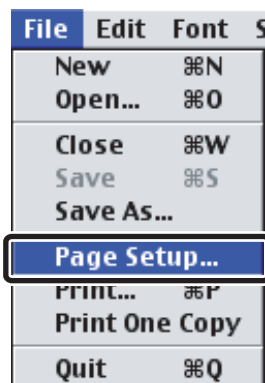 File Edit Font S
New ⌘N
Open... ⌘O
Close ⌘W
Save ⌘S
Save As...
Page Setup...
Print... ⌘P
Print One Copy
Quit ⌘Q